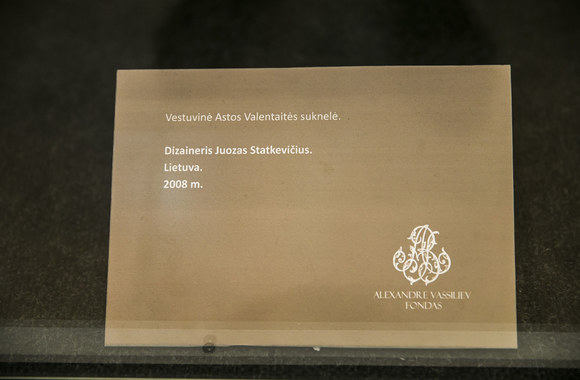 Vestuvinė Astos Valentaitės suknelė.
Dizaineris Juozas Statkevičius.
Lietuva.
2008 m.
ALEXANDRE VASSILIEV
FONDAS